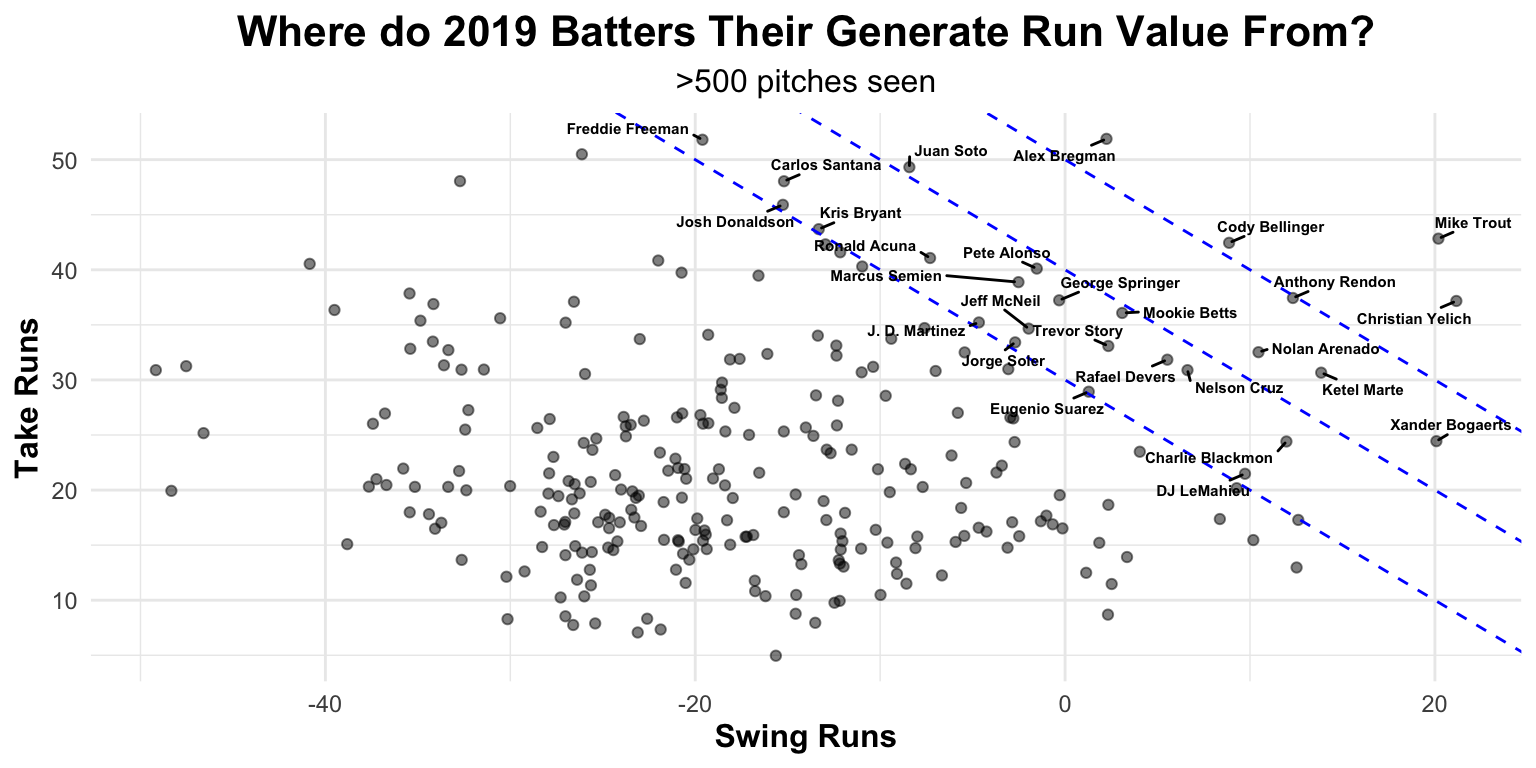 Where do 2019 Batters Their Generate Run Value From?
>500 pitches seen
Freddie Freeman
Juan Soto
Alex Bregman
Carlos Santana
Josh Donaldson
Kris Bryant
Cody Bellinger
Mike Trout
Ronald Acuna
Pete Alonso
Marcus Semien
George Springer
Anthony Rendon
Jeff McNeil
Mookie Betts
Christian Yelich
J. D. Martinez
Trevor Story
Nolan Arenado
Jorge Soler
Rafael Devers
Nelson Cruz
Ketel Marte
Eugenio Suarez
Xander Bogaerts
Charlie Blackmon
DJ LeMahieu
Take Runs
50
40
30
20
10
-40
-20
0
20
Swing Runs